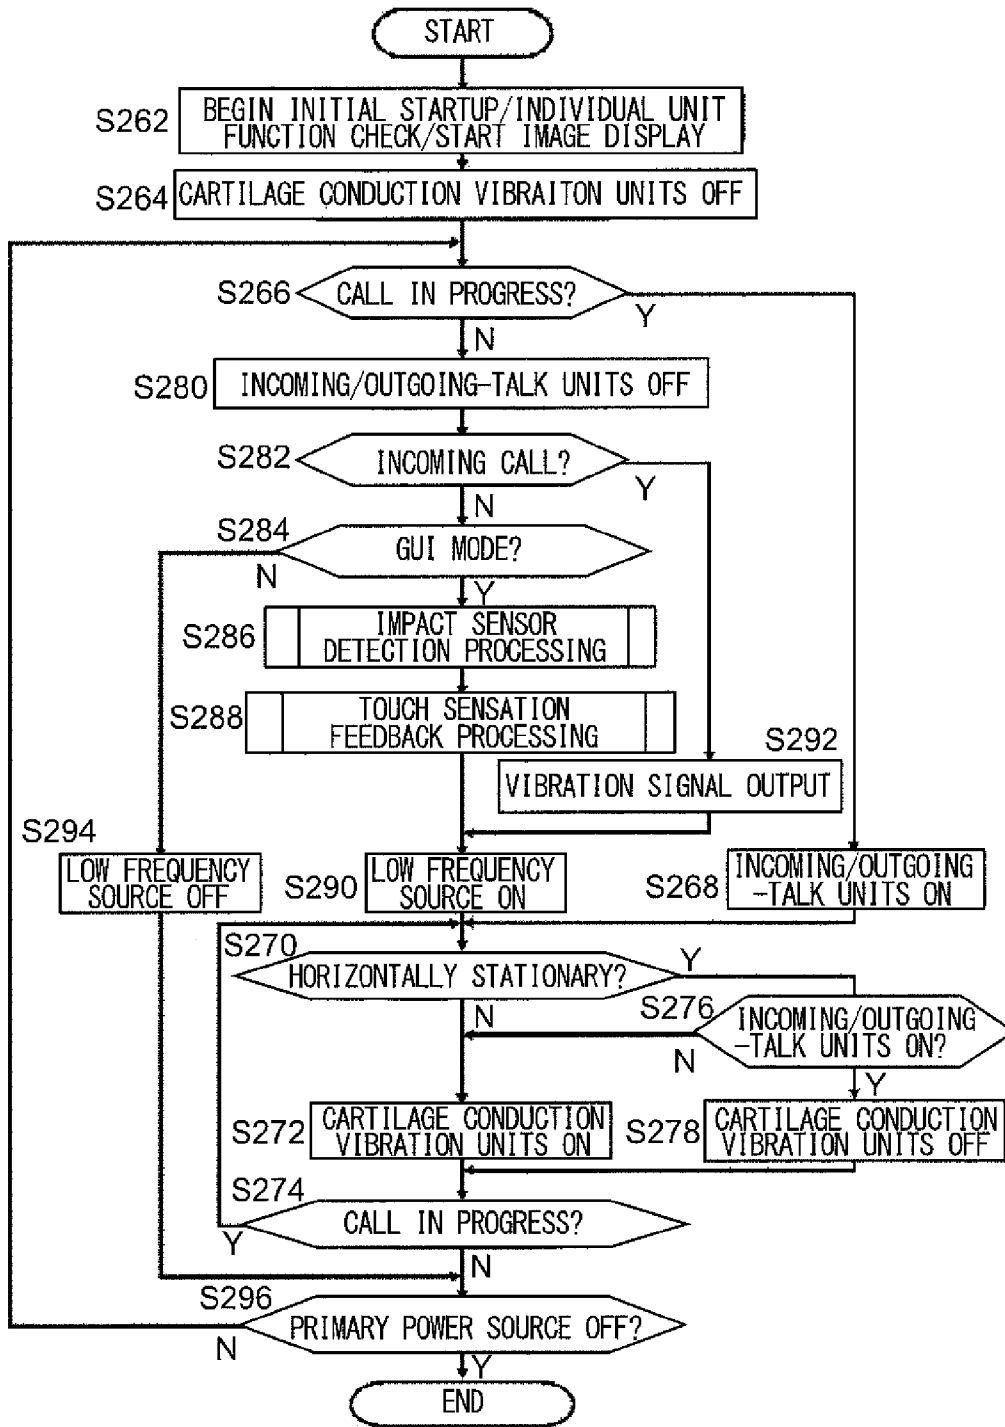 START
S262
BEGIN INITIAL STARTUP/INDIVIDUAL UNIT
FUNCTION CHECK/START IMAGE DISPLAY
S264
CARTILAGE CONDUCTION VIBRAITON UNITS OFF
S266
CALL IN PROGRESS?
Y
N
S280
INCOMING/OUTGOING-TALK UNITS OFF
S282
INCOMING CALL?
Y
N
S284
GUI MODE?
N
Y
S286
IMPACT SENSOR
DETECTION PROCESSING
S288
TOUCH SENSATION
FEEDBACK PROCESSING
S292
VIBRATION SIGNAL OUTPUT
S294
LOW FREQUENCY
SOURCE OFF
S290
LOW FREQUENCY
SOURCE ON
S268
INCOMING/OUTGOING
-TALK UNITS ON
S270
HORIZONTALLY STATIONARY?
Y
N
S276
INCOMING/OUTGOING
-TALK UNITS ON?
N
Y
S272
CARTILAGE CONDUCTION
VIBRATION UNITS ON
S278
CARTILAGE CONDUCTION
VIBRATION UNITS OFF
S274
CALL IN PROGRESS?
Y
N
S296
PRIMARY POWER SOURCE OFF?
N
Y
END